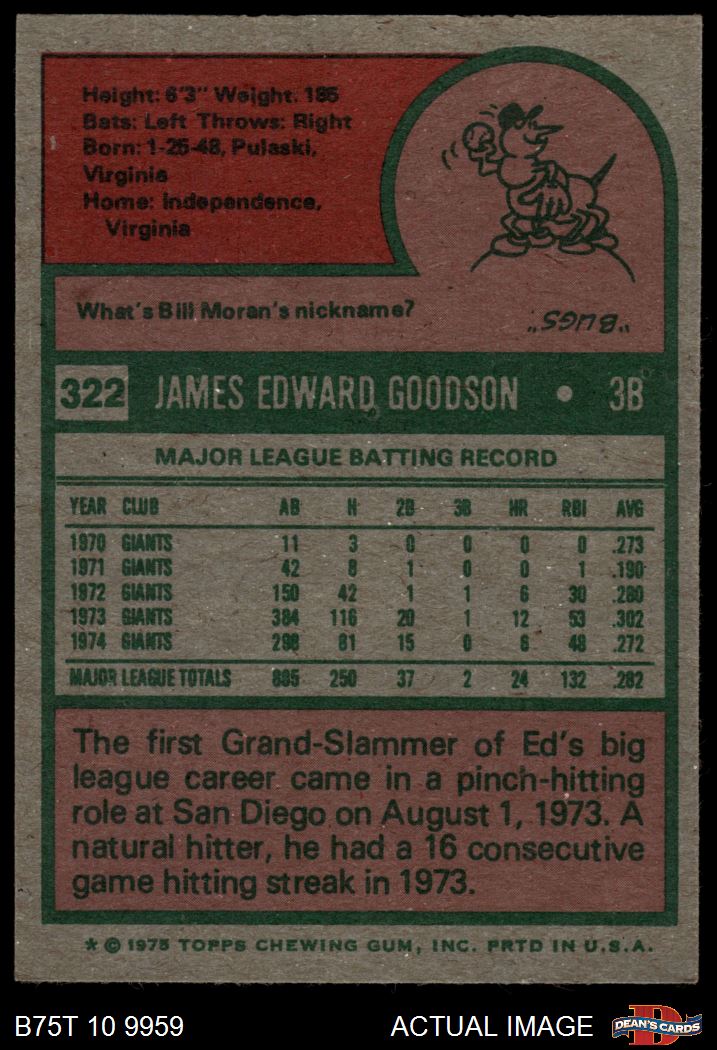 Height: 6'3" Weight: 185
Bats: Left Throws: Right
Born: 1-25-48, Pulaski,
Virginia
Home: Independence,
Virginia
What's Bill Moran's nickname?
"BUGS"
322 JAMES EDWARD GOODSON • 3B
MAJOR LEAGUE BATTING RECORD
YEAR CLUB AB H 2B 3B HR RBI AVG
1970 GIANTS 11 3 0 0 0 0 .273
1971 GIANTS 42 8 1 0 0 1 .190
1972 GIANTS 150 42 1 1 6 30 .280
1973 GIANTS 384 116 20 1 12 53 .302
1974 GIANTS 298 81 15 0 6 48 .272
MAJOR LEAGUE TOTALS 885 250 37 2 24 132 .282
The first Grand-Slammer of Ed's big
league career came in a pinch-hitting
role at San Diego on August 1, 1973. A
natural hitter, he had a 16 consecutive
game hitting streak in 1973.
* © 1975 TOPPS CHEWING GUM, INC. PRTD IN U.S.A.
B75T 10 9959 ACTUAL IMAGE D DEAN'S CARDS